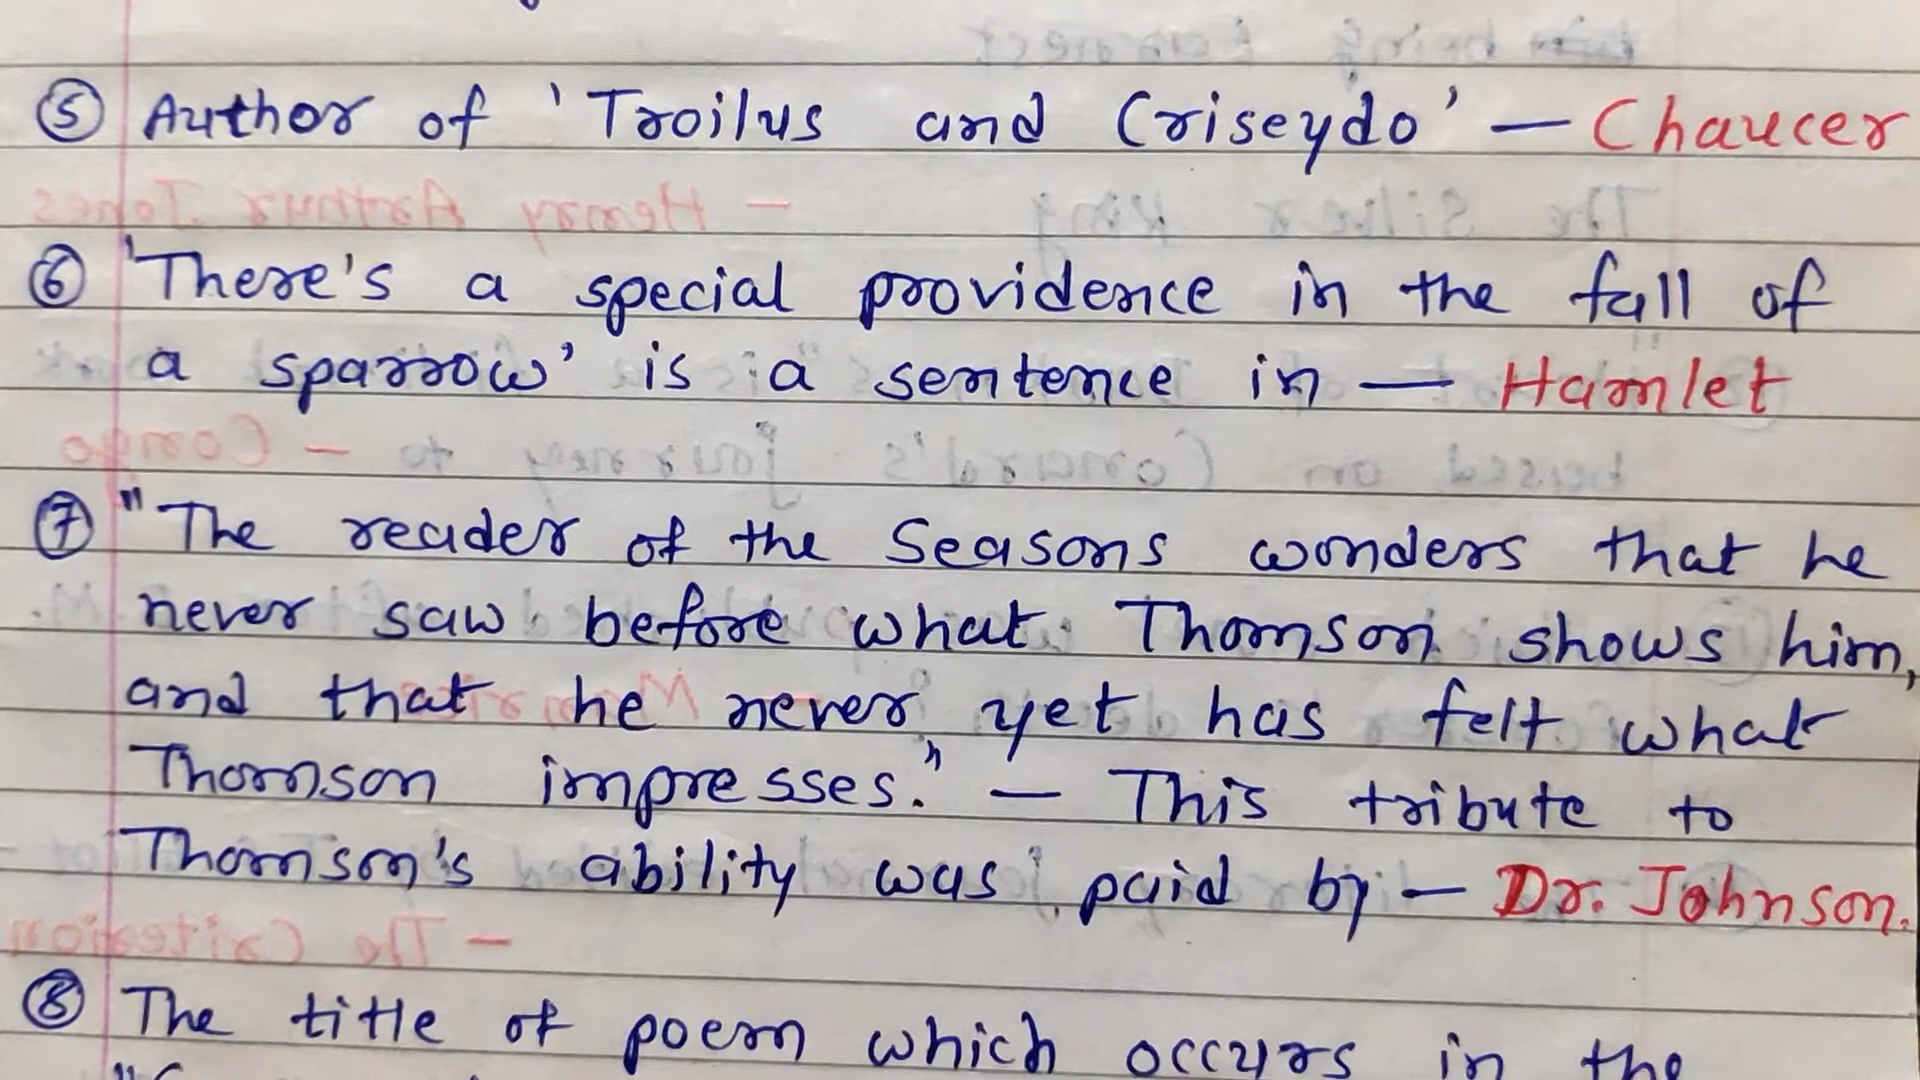 ⑤ Author of 'Troilus and Criseydo' — Chaucer
⑥ 'There's a special providence in the fall of
a sparrow' is a sentence in — Hamlet
⑦ "The reader of the Seasons wonders that he
never saw before what Thomson shows him,
and that he never yet has felt what
Thomson impresses." — This tribute to
Thomson's ability was paid by — Dr. Johnson.
⑧ The title of poem which occurs in the